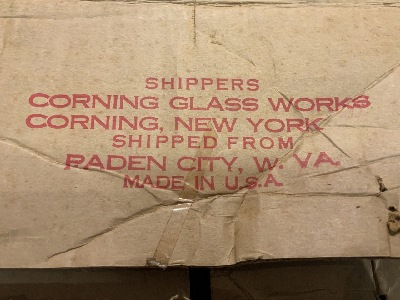 SHIPPERS
CORNING GLASS WORKS
CORNING, NEW YORK
SHIPPED FROM
PADEN CITY, W. VA.
MADE IN U.S.A.